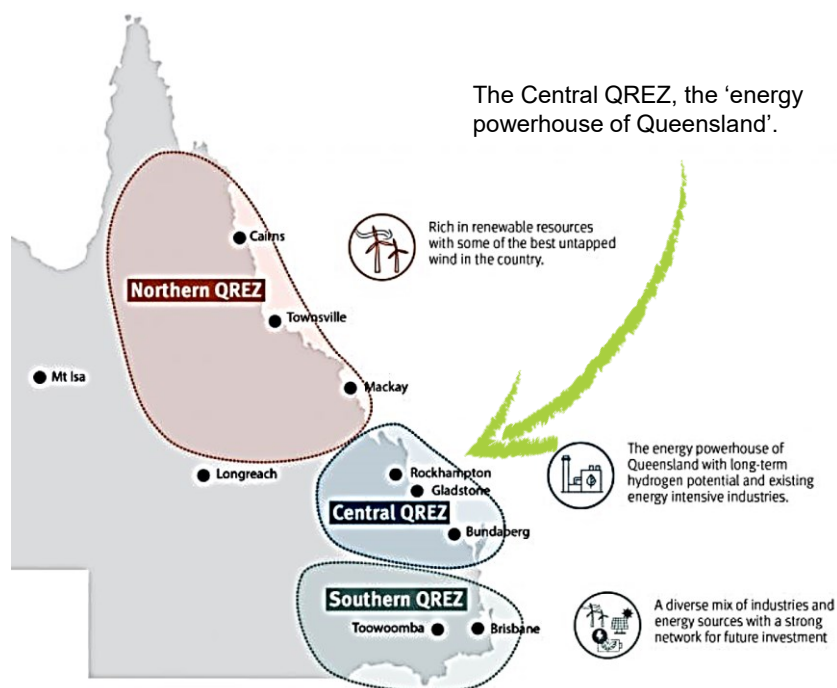 The Central QREZ, the ‘energy
powerhouse of Queensland’.
Rich in renewable resources
with some of the best untapped
wind in the country.
Cairns
Northern QREZ
Townsville
Mt Isa
Mackay
Longreach
The energy powerhouse of
Queensland with long-term
hydrogen potential and existing
energy intensive industries.
Rockhampton
Gladstone
Central QREZ
Bundaberg
Southern QREZ
Toowoomba
Brisbane
A diverse mix of industries and
energy sources with a strong
network for future investment